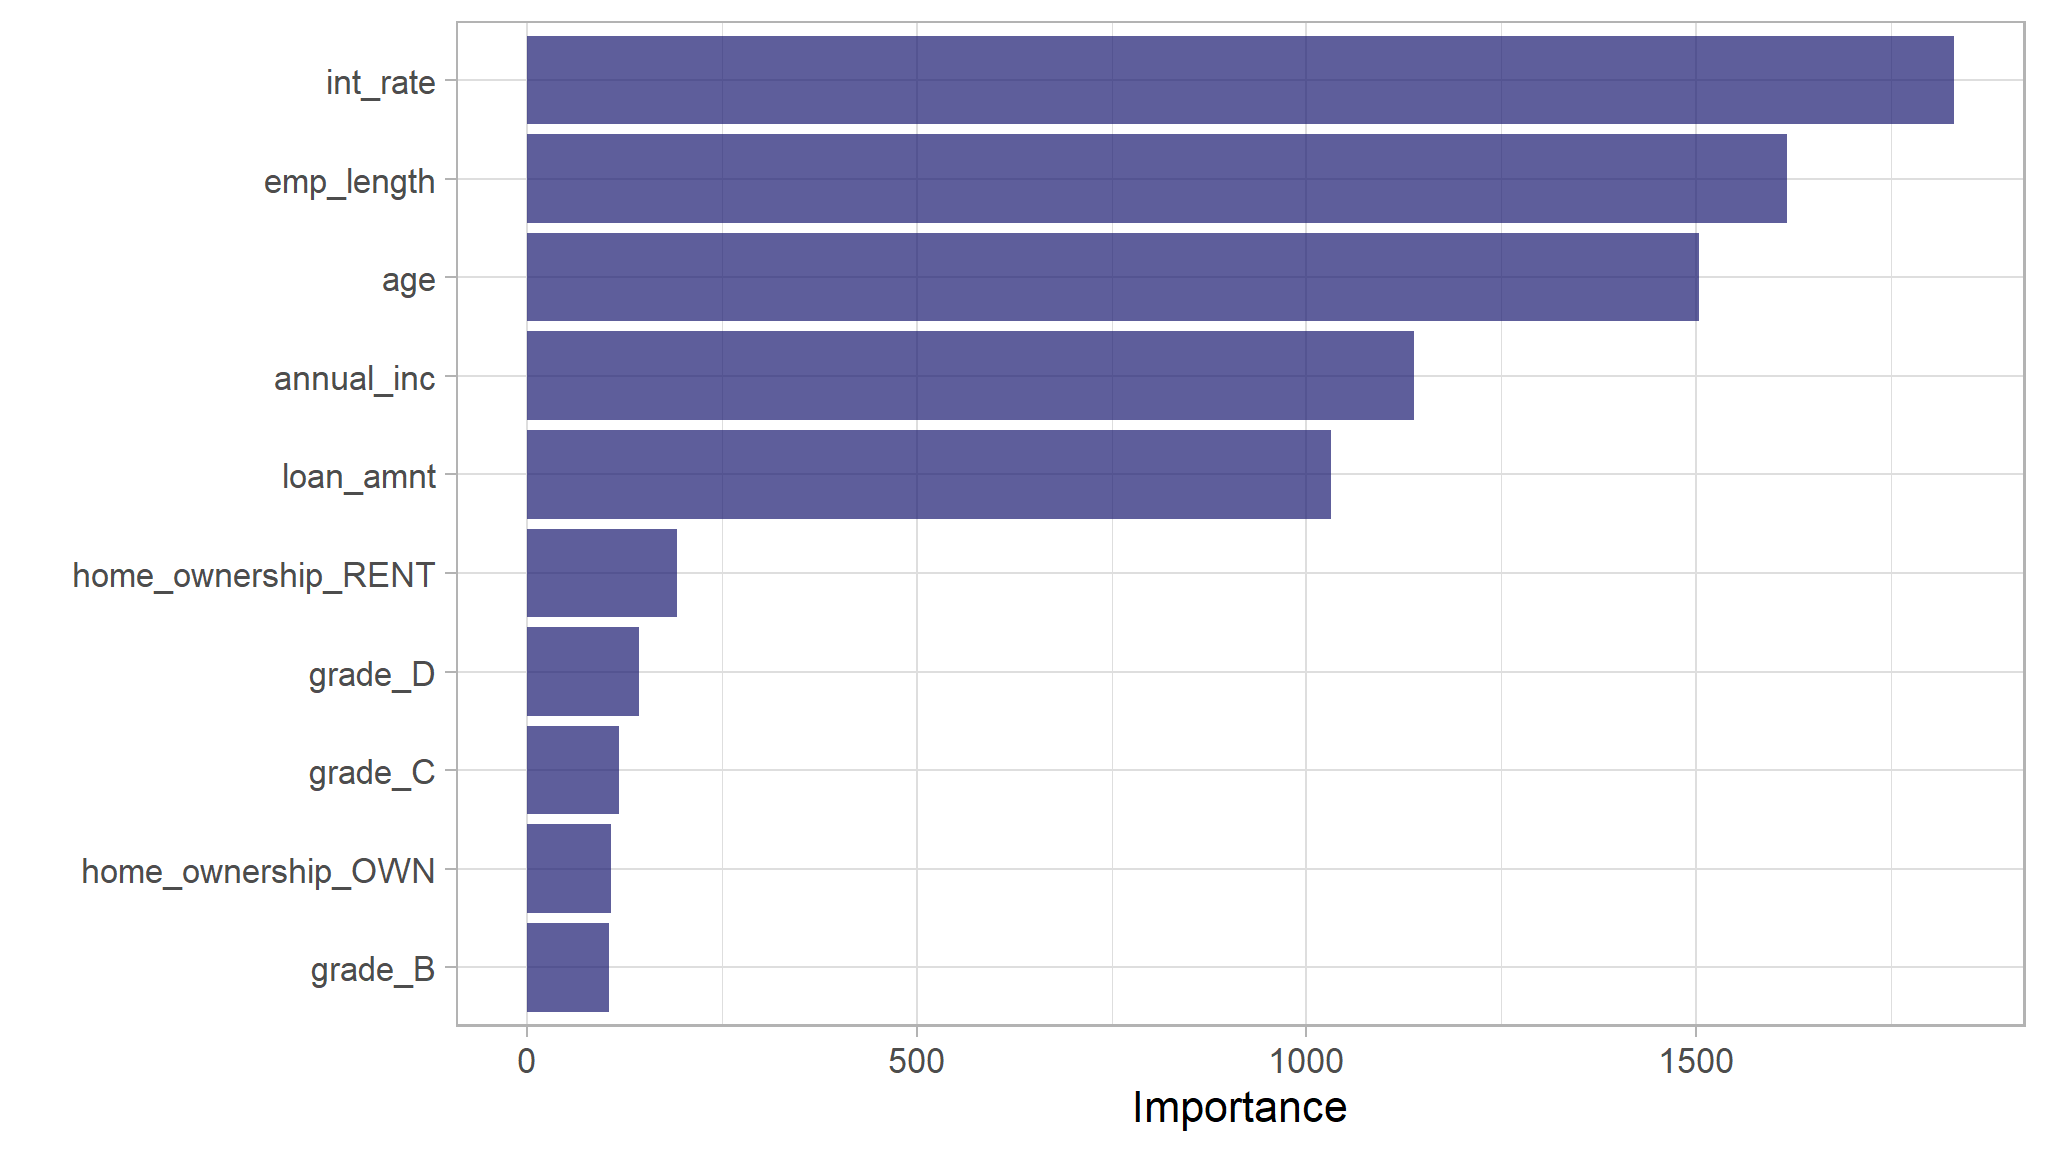 int_rate
emp_length
age
annual_inc
loan_amnt
home_ownership_RENT
grade_D
grade_C
home_ownership_OWN
grade_B
0 500 1000 1500
Importance